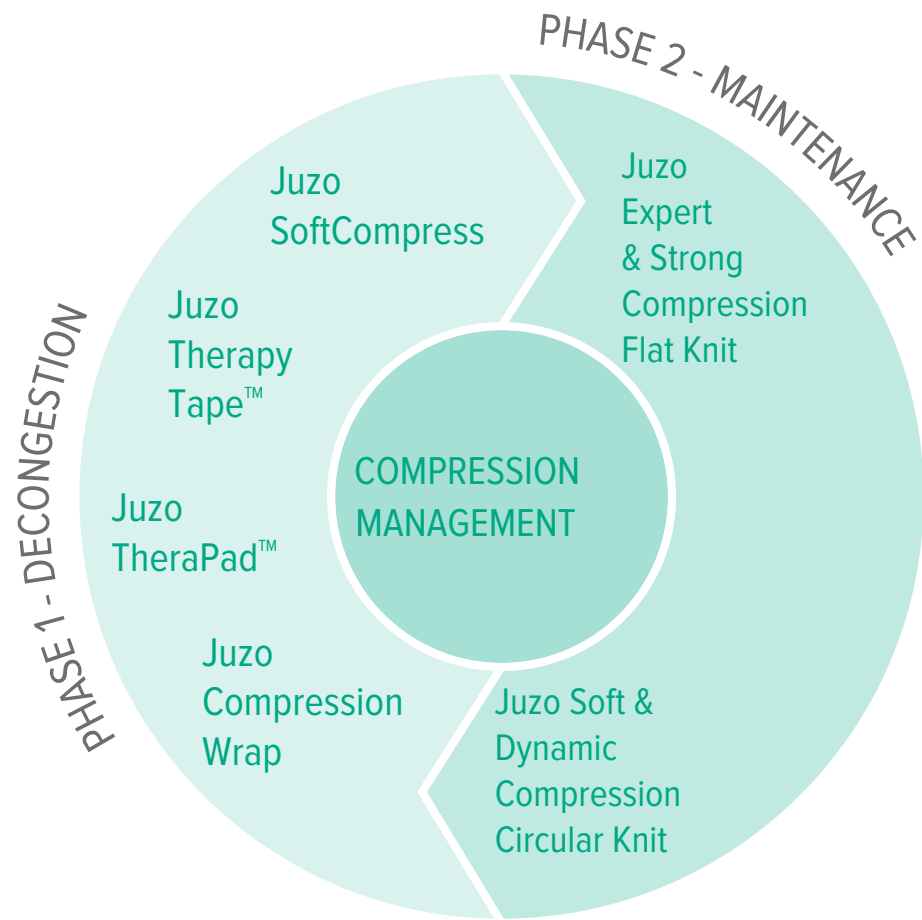 PHASE 1 - DECONGESTION
Juzo
SoftCompress
Juzo
Therapy
Tape™
Juzo
TheraPad™
Juzo
Compression
Wrap
COMPRESSION
MANAGEMENT
PHASE 2 - MAINTENANCE
Juzo
Expert
& Strong
Compression
Flat Knit
Juzo Soft &
Dynamic
Compression
Circular Knit